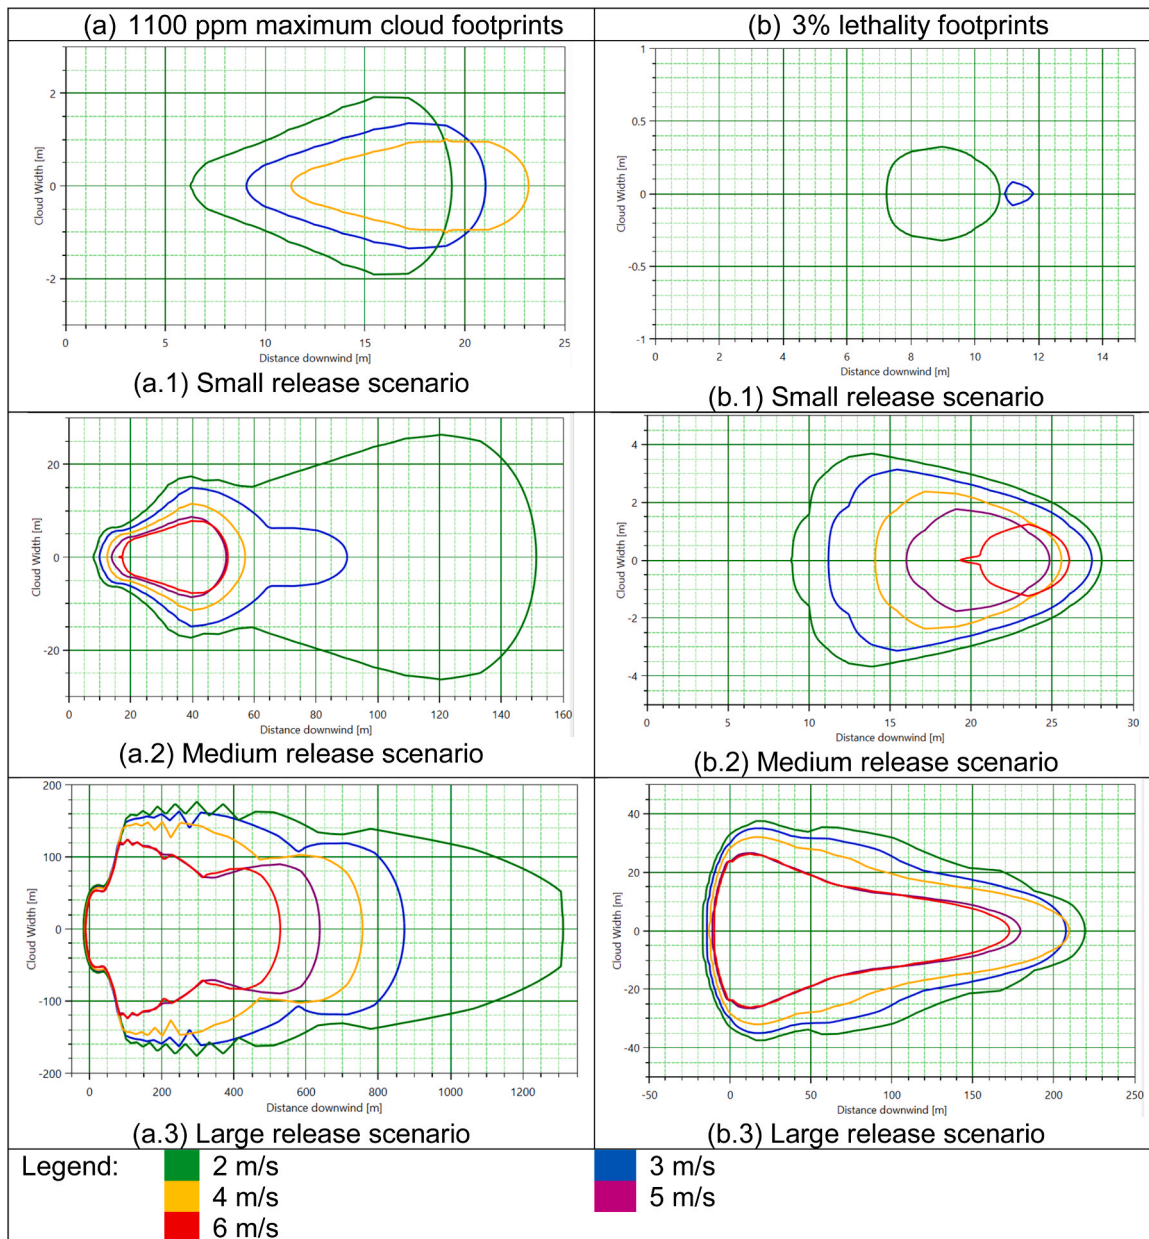 (a) 1100 ppm maximum cloud footprints
(b) 3% lethality footprints
Cloud Width [m]
2
0
-2
0 5 10 15 20 25
Distance downwind [m]
(a.1) Small release scenario
Cloud Width [m]
1
0.5
0
-0.5
-1
0 2 4 6 8 10 12 14
Distance downwind [m]
(b.1) Small release scenario
Cloud Width [m]
20
0
-20
0 20 40 60 80 100 120 140 160
Distance downwind [m]
(a.2) Medium release scenario
Cloud Width [m]
4
2
0
-2
-4
0 5 10 15 20 25 30
Distance downwind [m]
(b.2) Medium release scenario
Cloud Width [m]
200
100
0
-100
-200
0 200 400 600 800 1000 1200
Distance downwind [m]
(a.3) Large release scenario
Cloud Width [m]
40
20
0
-20
-40
-50 0 50 100 150 200 250
Distance downwind [m]
(b.3) Large release scenario
Legend:
2 m/s
3 m/s
4 m/s
5 m/s
6 m/s